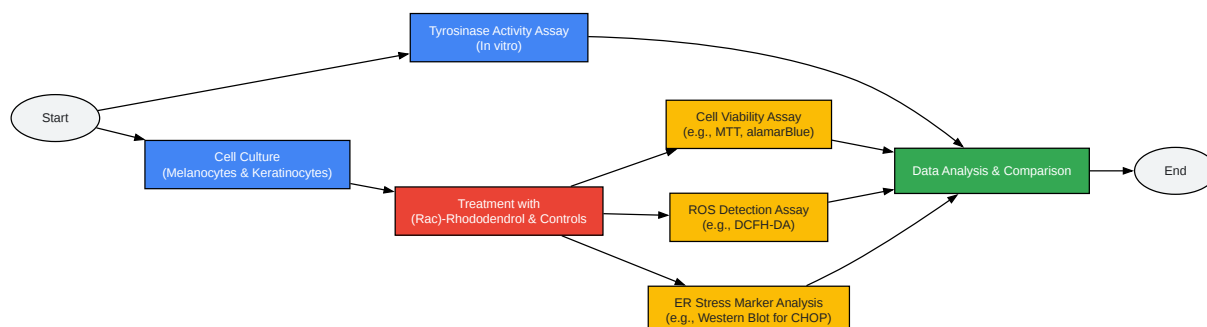 Tyrosinase Activity Assay
(In vitro)
Start
Cell Culture
(Melanocytes & Keratinocytes)
Treatment with
(Rac)-Rhododendrol & Controls
Cell Viability Assay
(e.g., MTT, alamarBlue)
ROS Detection Assay
(e.g., DCFH-DA)
ER Stress Marker Analysis
(e.g., Western Blot for CHOP)
Data Analysis & Comparison
End